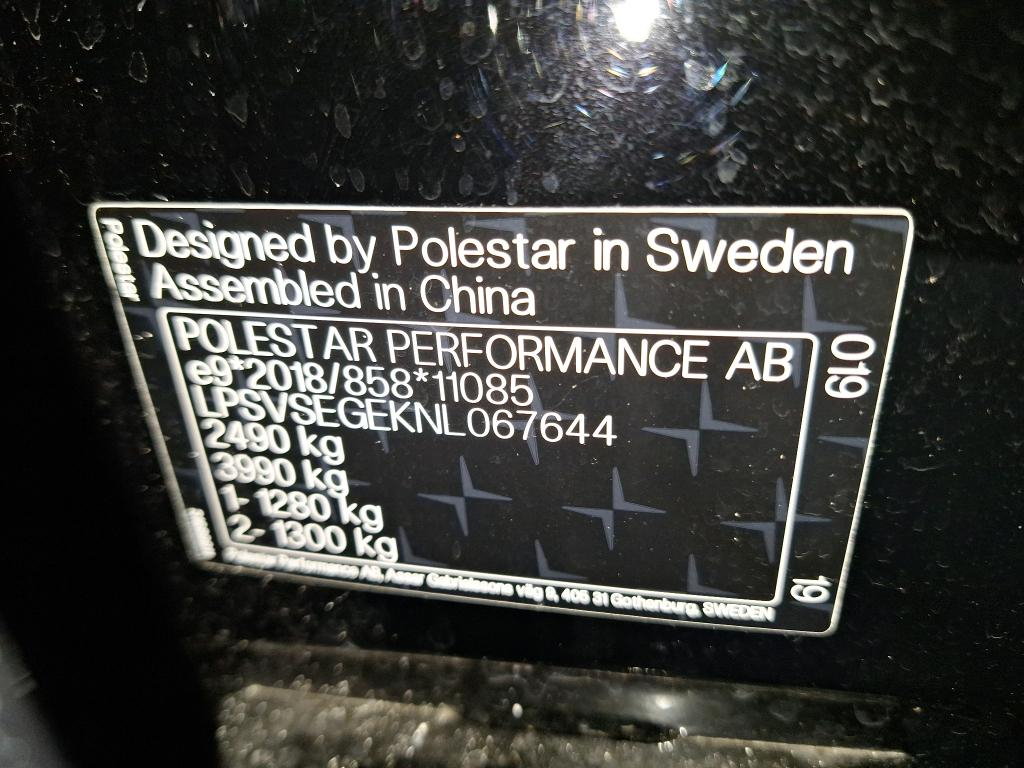 Designed by Polestar in Sweden
Assembled in China
Polestar
POLESTAR PERFORMANCE AB
e9*2018/858*11085
LPSVSEGEKNL067644
2490 kg
3990 kg
1- 1280 kg
2- 1300 kg
019
19
Performance AB, Assar Gabrielssons väg 9, 405 31 Gothenburg, SWEDEN